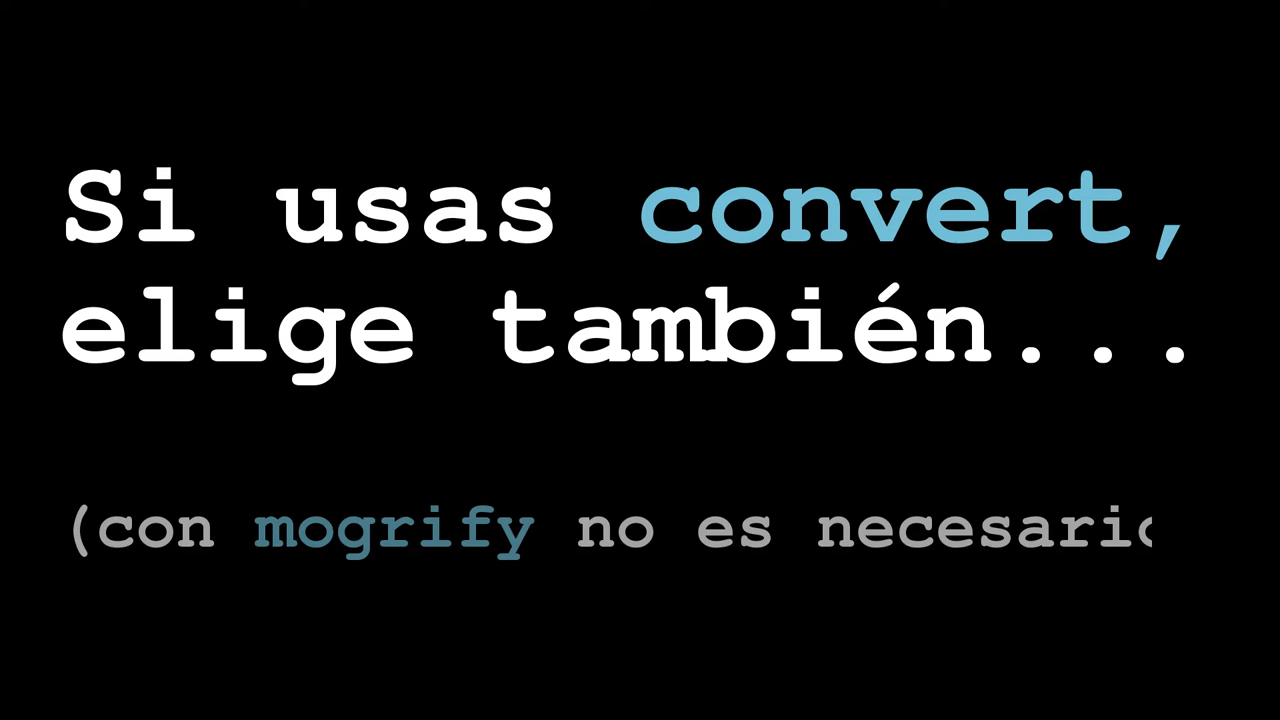 Si usas convert,
elige también...
(con mogrify no es necesario